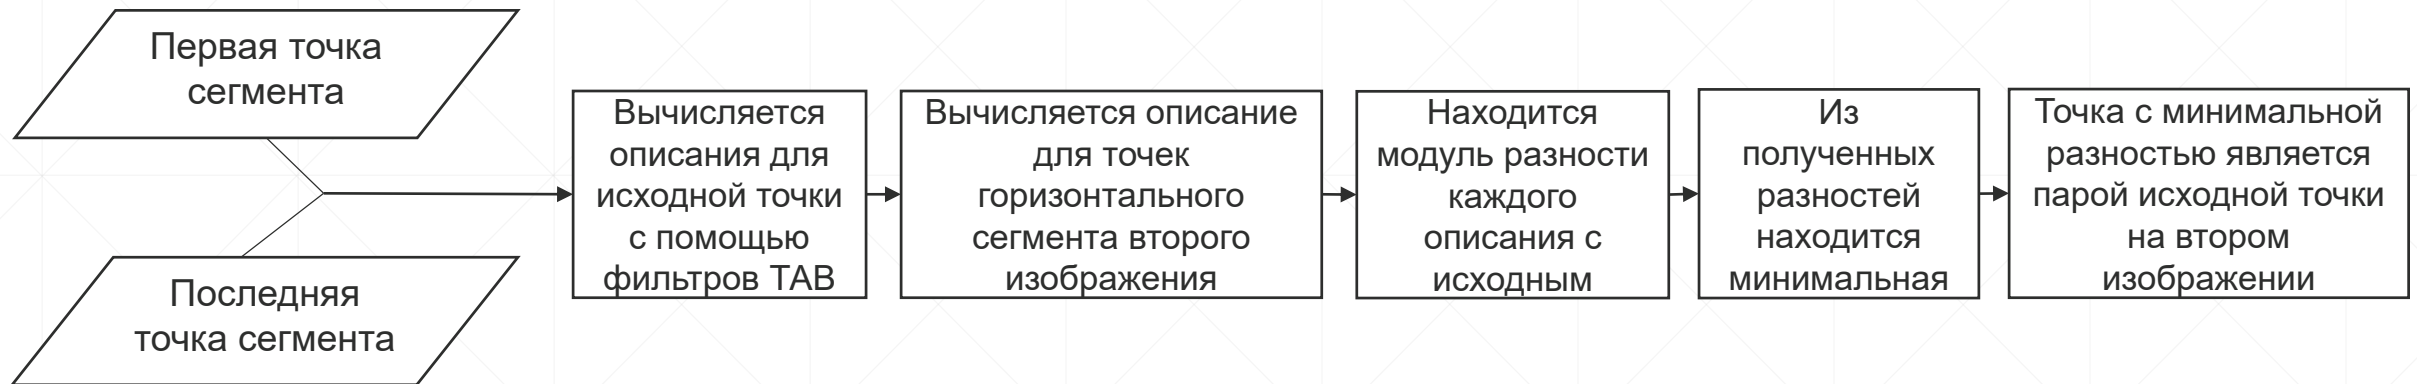 Первая точка
сегмента
Последняя
точка сегмента
Вычисляется
описания для
исходной точки
с помощью
фильтров ТАВ
Вычисляется описание
для точек
горизонтального
сегмента второго
изображения
Находится
модуль разности
каждого
описания с
исходным
Из
полученных
разностей
находится
минимальная
Точка с минимальной
разностью является
парой исходной точки
на втором
изображении